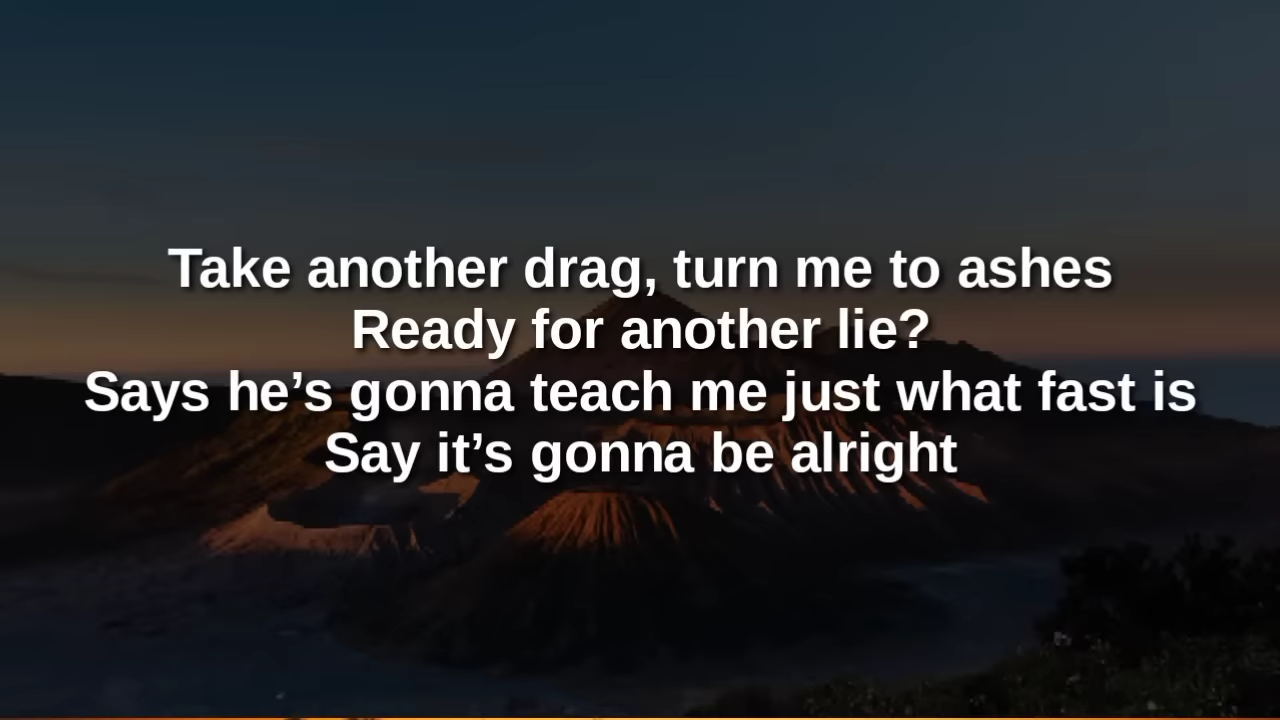 Take another drag, turn me to ashes
Ready for another lie?
Says he’s gonna teach me just what fast is
Say it’s gonna be alright